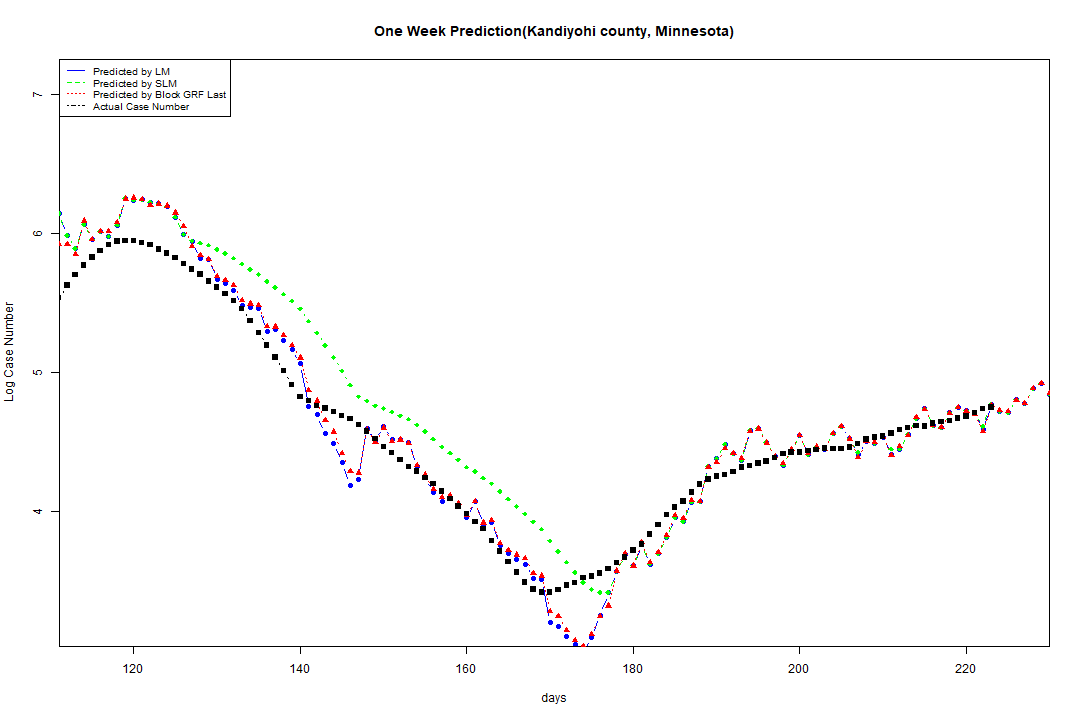 One Week Prediction(Kandiyohi county, Minnesota)
Predicted by LM
Predicted by SLM
Predicted by Block GRF Last
Actual Case Number
7
6
5
4
Log Case Number
120 140 160 180 200 220
days